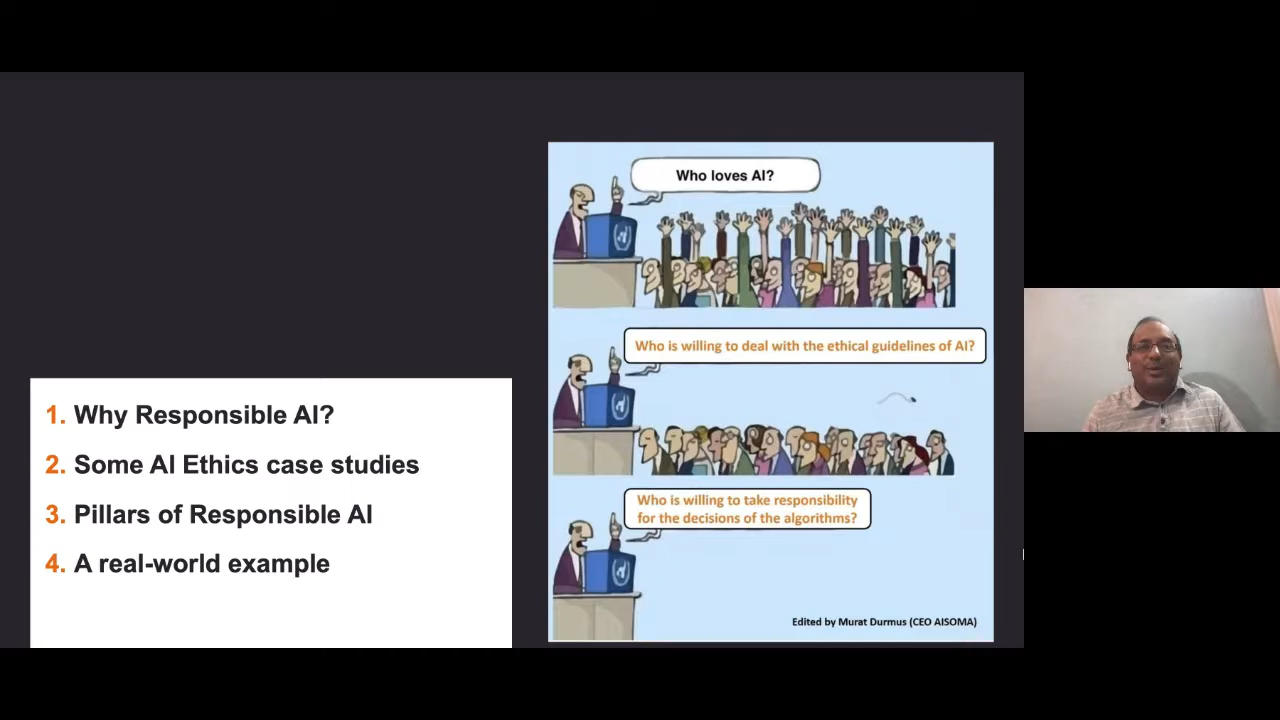 1. Why Responsible AI?
2. Some AI Ethics case studies
3. Pillars of Responsible AI
4. A real-world example
Who loves AI?
Who is willing to deal with the ethical guidelines of AI?
Who is willing to take responsibility
for the decisions of the algorithms?
Edited by Murat Durmus (CEO AISOMA)